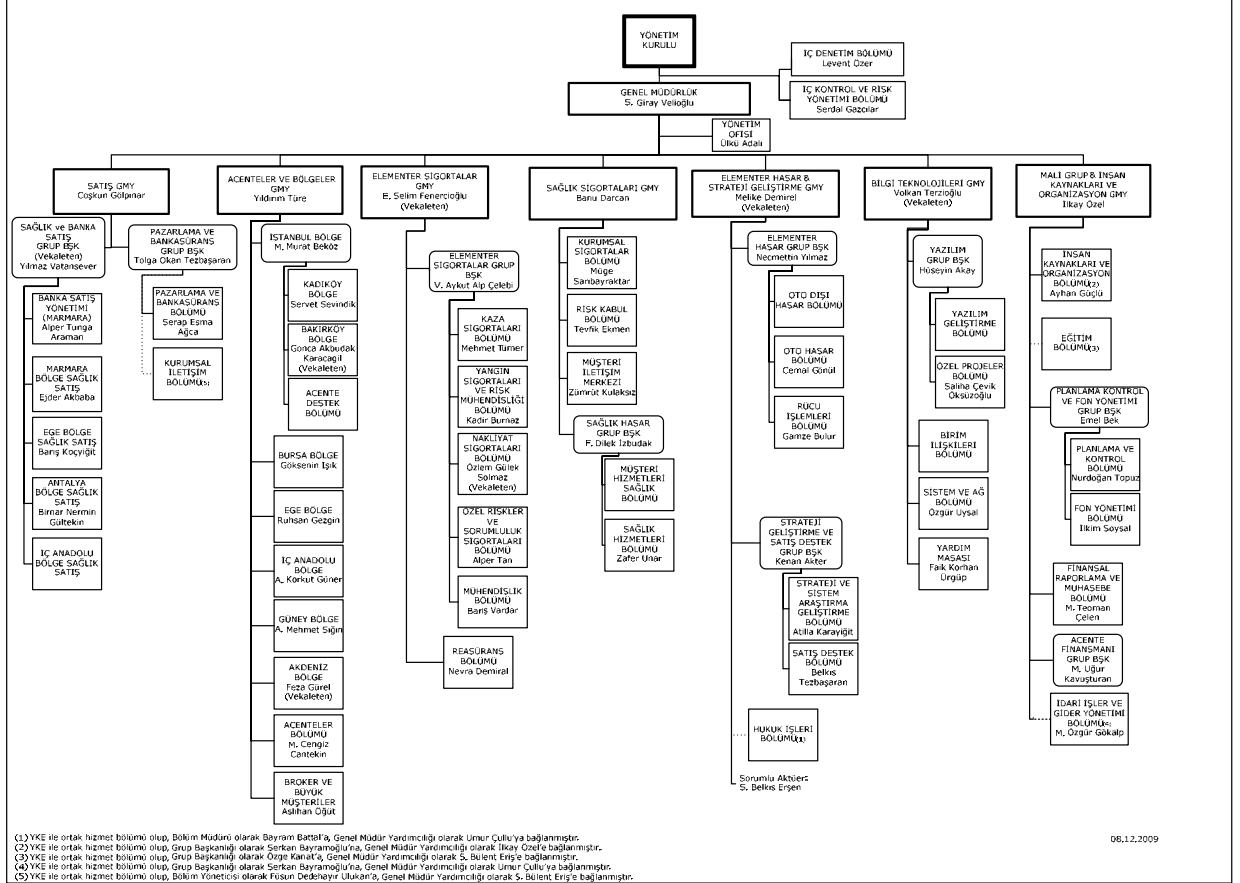 YÖNETİM
KURULU
İÇ DENETİM BÖLÜMÜ
Levent Özer
İÇ KONTROL VE RİSK
YÖNETİMİ BÖLÜMÜ
Serdal Gazcılar
GENEL MÜDÜRLÜK
S. Giray Velioğlu
YÖNETİM
OFİSİ
Ülkü Adalı
SATIŞ GMY
Coşkun Gölpınar
SAĞLIK ve BANKA
SATIŞ
GRUP BŞK
(Vekaleten)
Yılmaz Vatansever
BANKA SATIŞ
YÖNETİMİ
(MARMARA)
Alper Tunga
Araman
MARMARA
BÖLGE SAĞLIK
SATIŞ
Ejder Akbaba
EGE BÖLGE
SAĞLIK SATIŞ
Barış Koçyiğit
ANTALYA
BÖLGE SAĞLIK
SATIŞ
Birnar Nermin
Gültekin
İÇ ANADOLU
BÖLGE SAĞLIK
SATIŞ
PAZARLAMA VE
BANKASÜRANS
GRUP BŞK
Tolga Okan Tezbaşaran
PAZARLAMA VE
BANKASÜRANS
BÖLÜMÜ
Serap Esma
Ağca
KURUMSAL
İLETİŞİM
BÖLÜMÜ(5)
ACENTELER VE BÖLGELER
GMY
Yıldırım Türe
İSTANBUL BÖLGE
M. Murat Beköz
KADIKÖY
BÖLGE
Servet Sevindik
BAKIRKÖY
BÖLGE
Gonca Akbudak
Karacagil
(Vekaleten)
ACENTE
DESTEK
BÖLÜMÜ
BURSA BÖLGE
Göksenin Işık
EGE BÖLGE
Ruhsan Gezgin
İÇ ANADOLU
BÖLGE
A. Korkut Güner
GÜNEY BÖLGE
A. Mehmet Sığın
AKDENİZ
BÖLGE
Feza Gürel
(Vekaleten)
ACENTELER
BÖLÜMÜ
M. Cengiz
Cantekin
BROKER VE
BÜYÜK
MÜŞTERİLER
Aslıhan Öğüt
ELEMENTER SİGORTALAR
GMY
E. Selim Fenercioğlu
(Vekaleten)
ELEMENTER
SİGORTALAR GRUP
BŞK
V. Aykut Alp Çelebi
KAZA
SİGORTALARI
BÖLÜMÜ
Mehmet Tümer
YANGIN
SİGORTALARI
VE RİSK
MÜHENDİSLİĞİ
BÖLÜMÜ
Kadir Burnaz
NAKLİYAT
SİGORTALARI
BÖLÜMÜ
Özlem Gülek
Solmaz
(Vekaleten)
ÖZEL RİSKLER
VE
SORUMLULUK
SİGORTALARI
BÖLÜMÜ
Alper Tan
MÜHENDİSLİK
BÖLÜMÜ
Barış Vardar
REASÜRANS
BÖLÜMÜ
Nevra Demiral
SAĞLIK SİGORTALARI GMY
Banu Darcan
KURUMSAL
SİGORTALAR
BÖLÜMÜ
Müge
Sarıbayraktar
RİSK KABUL
BÖLÜMÜ
Tevfik Ekmen
MÜŞTERİ
İLETİŞİM
MERKEZİ
Zümrüt Kulaksız
SAĞLIK HASAR
GRUP BŞK
F. Dilek İzbudak
MÜŞTERİ
HİZMETLERİ
SAĞLIK
BÖLÜMÜ
SAĞLIK
HİZMETLERİ
BÖLÜMÜ
Zafer Unar
ELEMENTER HASAR &
STRATEJİ GELİŞTİRME GMY
Melike Demirel
(Vekaleten)
ELEMENTER
HASAR GRUP BŞK
Necmettin Yılmaz
OTO DIŞI
HASAR BÖLÜMÜ
OTO HASAR
BÖLÜMÜ
Cemal Gönül
RÜCU
İŞLEMLERİ
BÖLÜMÜ
Gamze Bulur
STRATEJİ
GELİŞTİRME VE
SATIŞ DESTEK
GRUP BŞK
Kenan Akter
STRATEJİ VE
SİSTEM
ARAŞTIRMA
GELİŞTİRME
BÖLÜMÜ
Atilla Karayiğit
SATIŞ DESTEK
BÖLÜMÜ
Belkıs
Tezbaşaran
HUKUK İŞLERİ
BÖLÜMÜ(1)
Sorumlu Aktüer:
S. Belkıs Erşen
BİLGİ TEKNOLOJİLERİ GMY
Volkan Terzioğlu
(Vekaleten)
YAZILIM
GRUP BŞK
Hüseyin Akay
YAZILIM
GELİŞTİRME
BÖLÜMÜ
ÖZEL PROJELER
BÖLÜMÜ
Saliha Çevik
Öksüzoğlu
BİRİM
İLİŞKİLERİ
BÖLÜMÜ
SİSTEM VE AĞ
BÖLÜMÜ
Özgür Uysal
YARDIM
MASASI
Faik Korhan
Ürgüp
MALİ GRUP & İNSAN
KAYNAKLARI VE
ORGANİZASYON GMY
İlkay Özel
İNSAN
KAYNAKLARI VE
ORGANİZASYON
BÖLÜMÜ(2)
Ayhan Güçlü
EĞİTİM
BÖLÜMÜ(3)
PLANLAMA KONTROL
VE FON YÖNETİMİ
GRUP BŞK
Emel Bek
PLANLAMA VE
KONTROL
BÖLÜMÜ
Nurdoğan Topuz
FON YÖNETİMİ
BÖLÜMÜ
İlkim Soysal
FİNANSAL
RAPORLAMA VE
MUHASEBE
BÖLÜMÜ
M. Teoman
Çelen
ACENTE
FİNANSMANI
GRUP BŞK
M. Uğur
Kavuşturan
İDARİ İŞLER VE
GİDER YÖNETİMİ
BÖLÜMÜ(4)
M. Özgür Gökalp
(1) YKE ile ortak hizmet bölümü olup, Bölüm Müdürü olarak Bayram Battal'a, Genel Müdür Yardımcılığı olarak Umur Çullu'ya bağlanmıştır.
(2) YKE ile ortak hizmet bölümü olup, Grup Başkanlığı olarak Serkan Bayramoğlu'na, Genel Müdür Yardımcılığı olarak İlkay Özel'e bağlanmıştır.
(3) YKE ile ortak hizmet bölümü olup, Grup Başkanlığı olarak Özge Kanat'a, Genel Müdür Yardımcılığı olarak S. Bülent Eriş'e bağlanmıştır.
(4) YKE ile ortak hizmet bölümü olup, Grup Başkanlığı olarak Serkan Bayramoğlu'na, Genel Müdür Yardımcılığı olarak Umur Çullu'ya bağlanmıştır.
(5) YKE ile ortak hizmet bölümü olup, Bölüm Yöneticisi olarak Füsun Dedehayır Ulukan'a, Genel Müdür Yardımcılığı olarak S. Bülent Eriş'e bağlanmıştır.
08.12.2009